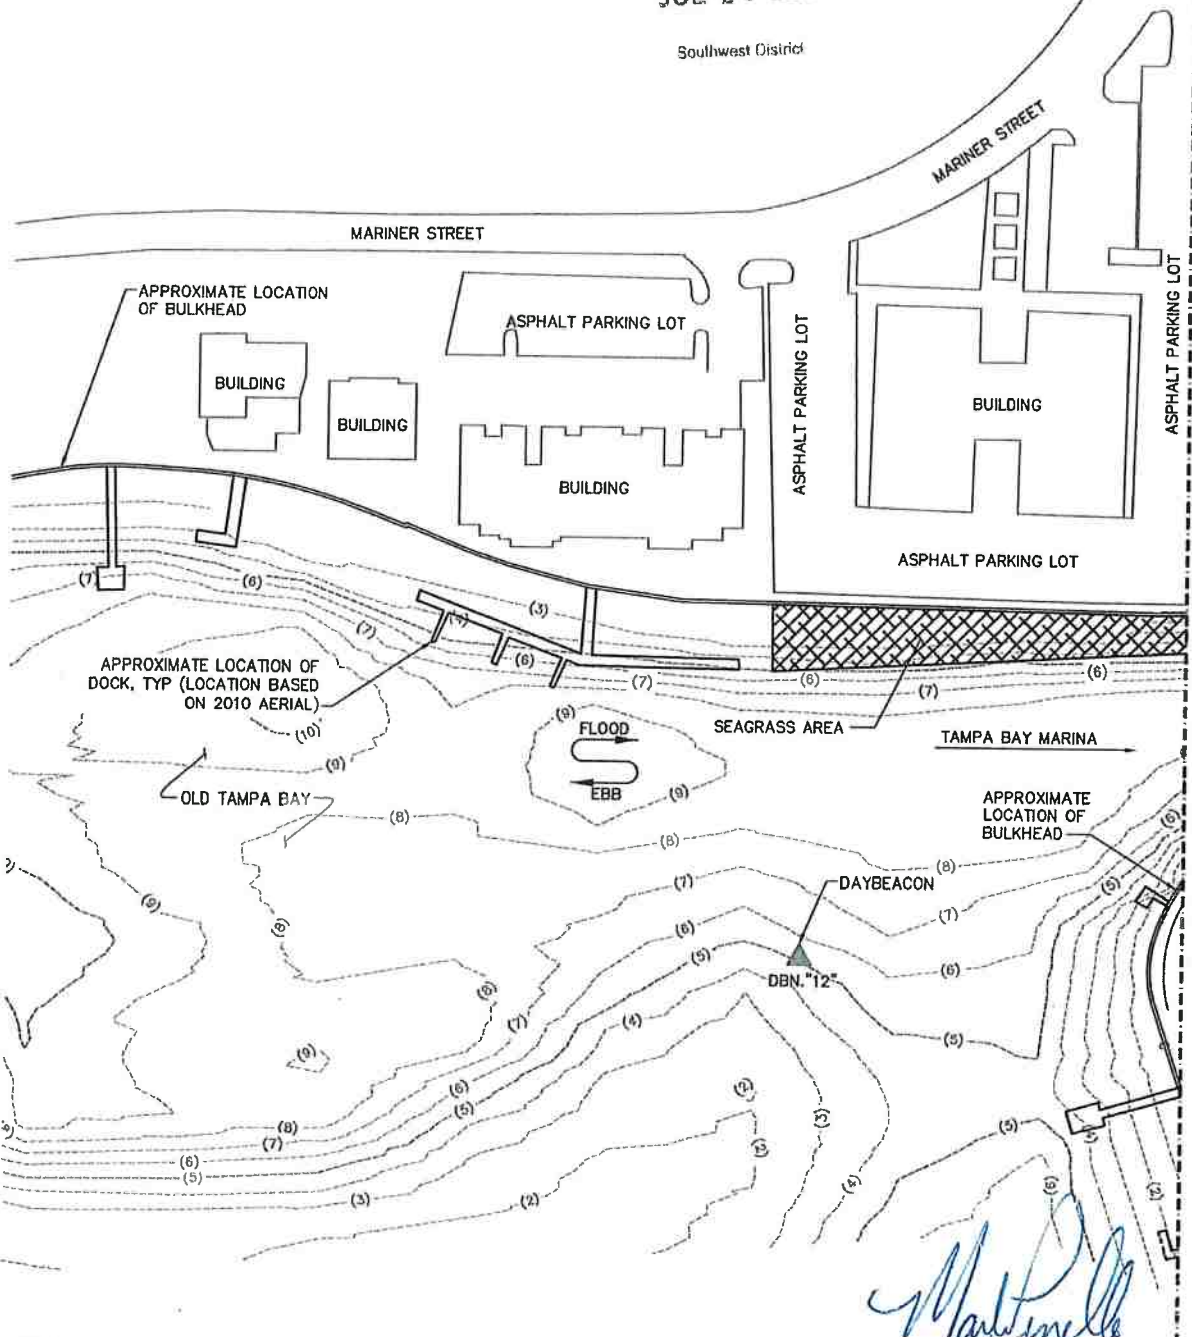 Southwest District
MARINER STREET
MARINER STREET
APPROXIMATE LOCATION
OF BULKHEAD
ASPHALT PARKING LOT
ASPHALT PARKING LOT
ASPHALT PARKING LOT
BUILDING
BUILDING
BUILDING
BUILDING
ASPHALT PARKING LOT
(7)
(6)
(3)
(7)
(6)
(7)
(6)
(7)
(6)
APPROXIMATE LOCATION OF
DOCK, TYP (LOCATION BASED
ON 2010 AERIAL)
(10)
(9)
(9)
FLOOD
EBB
(9)
SEAGRASS AREA
TAMPA BAY MARINA
OLD TAMPA BAY
APPROXIMATE
LOCATION OF
BULKHEAD
(8)
(8)
(8)
(6)
(5)
(7)
(7)
DAYBEACON
DBN."12"
(9)
(8)
(6)
(5)
(6)
(8)
(7)
(4)
(5)
(9)
(6)
(5)
(2)
(3)
(8)
(7)
(6)
(5)
(3)
(2)
(4)
(5)
(4)
(6)
(2)